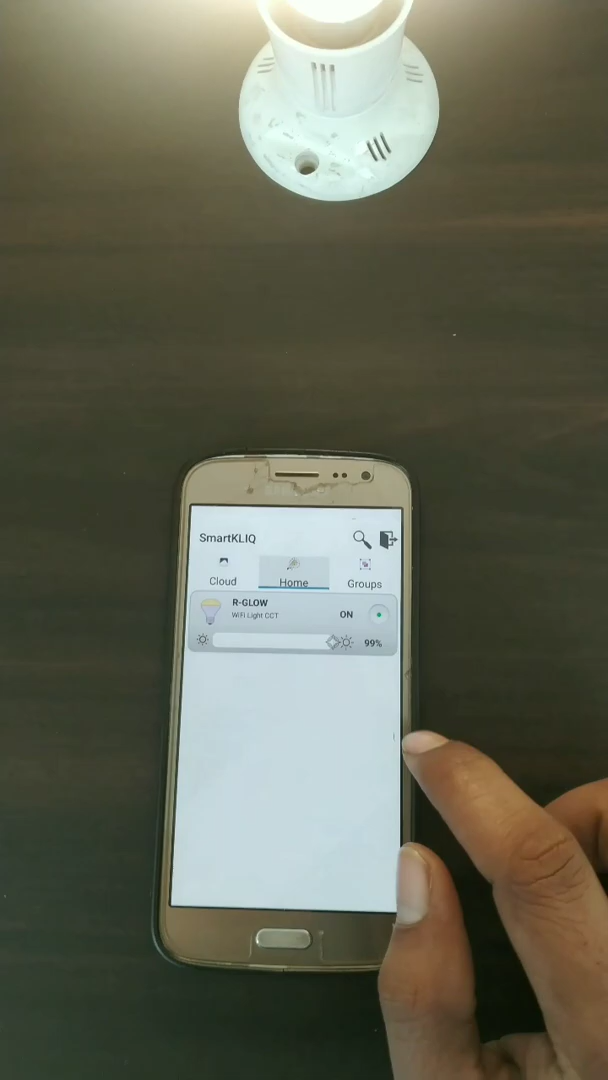 SmartKLIQ
Cloud
Home
Groups
R-GLOW
WiFi Light CCT
ON
99%